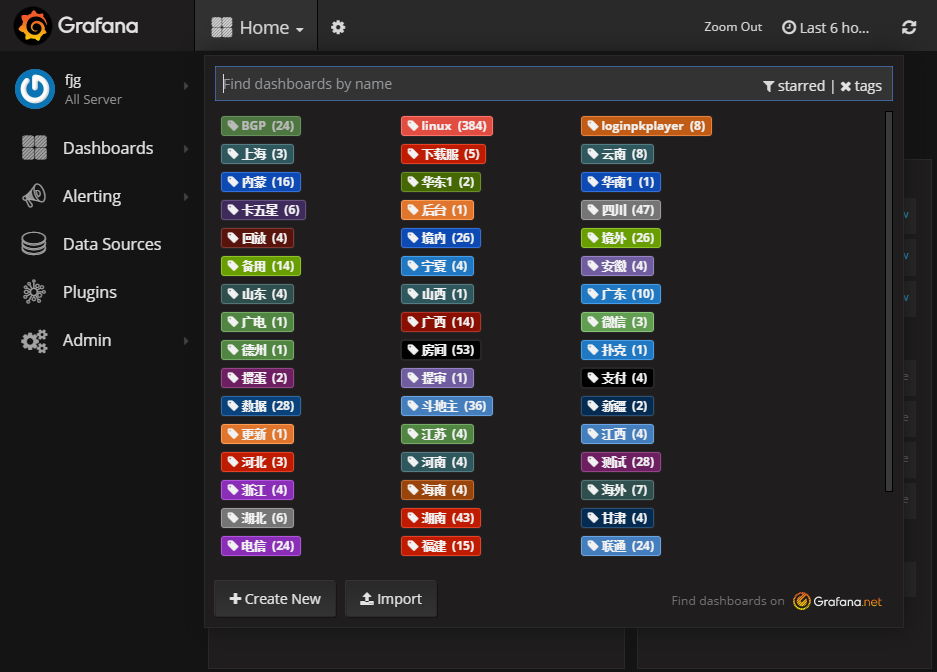 Grafana
Home
Zoom Out
Last 6 ho...
fjg
All Server
Dashboards
Alerting
Data Sources
Plugins
Admin
Find dashboards by name
starred | tags
BGP (24) linux (384) loginpkplayer (8)
上海 (3) 下载服 (5) 云南 (8)
内蒙 (16) 华东1 (2) 华南1 (1)
卡五星 (6) 后台 (1) 四川 (47)
回放 (4) 境内 (26) 境外 (26)
备用 (14) 宁夏 (4) 安徽 (4)
山东 (4) 山西 (1) 广东 (10)
广电 (1) 广西 (14) 微信 (3)
德州 (1) 房间 (53) 扑克 (1)
掼蛋 (2) 提审 (1) 支付 (4)
数据 (28) 斗地主 (36) 新疆 (2)
更新 (1) 江苏 (4) 江西 (4)
河北 (3) 河南 (4) 测试 (28)
浙江 (4) 海南 (4) 海外 (7)
湖北 (6) 湖南 (43) 甘肃 (4)
电信 (24) 福建 (15) 联通 (24)
Create New
Import
Find dashboards on Grafana.net